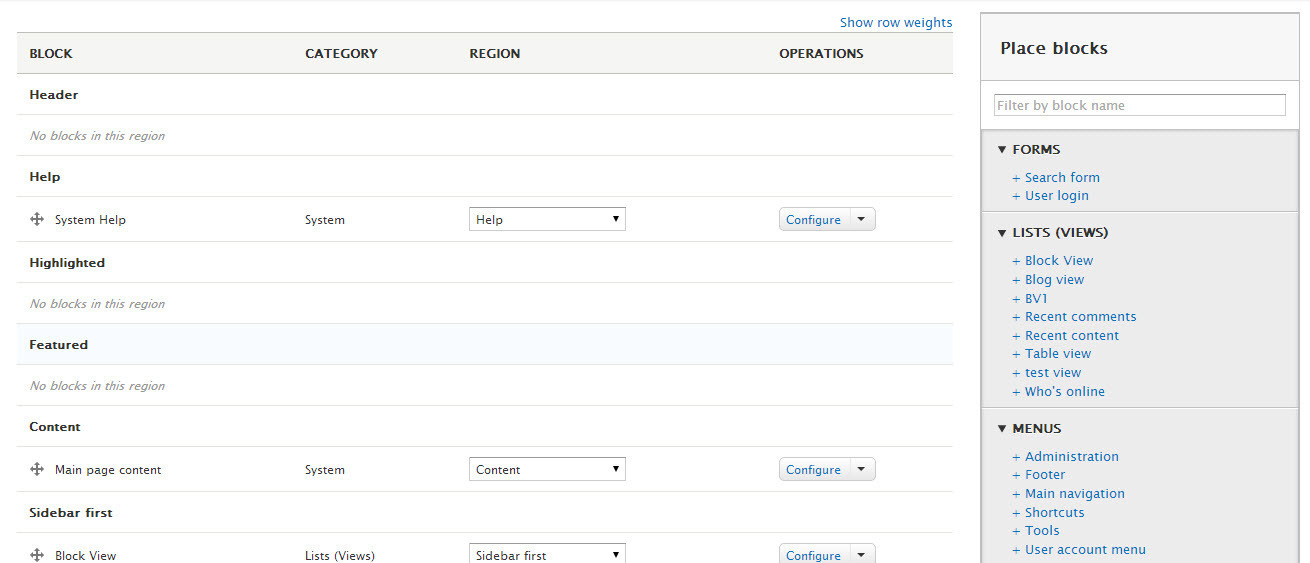 Show row weights
BLOCK CATEGORY REGION OPERATIONS
Header
No blocks in this region
Help
System Help System Help Configure
Highlighted
No blocks in this region
Featured
No blocks in this region
Content
Main page content System Content Configure
Sidebar first
Block View Lists (Views) Sidebar first Configure
Place blocks
Filter by block name
FORMS
+ Search form
+ User login
LISTS (VIEWS)
+ Block View
+ Blog view
+ BV1
+ Recent comments
+ Recent content
+ Table view
+ test view
+ Who's online
MENUS
+ Administration
+ Footer
+ Main navigation
+ Shortcuts
+ Tools
+ User account menu